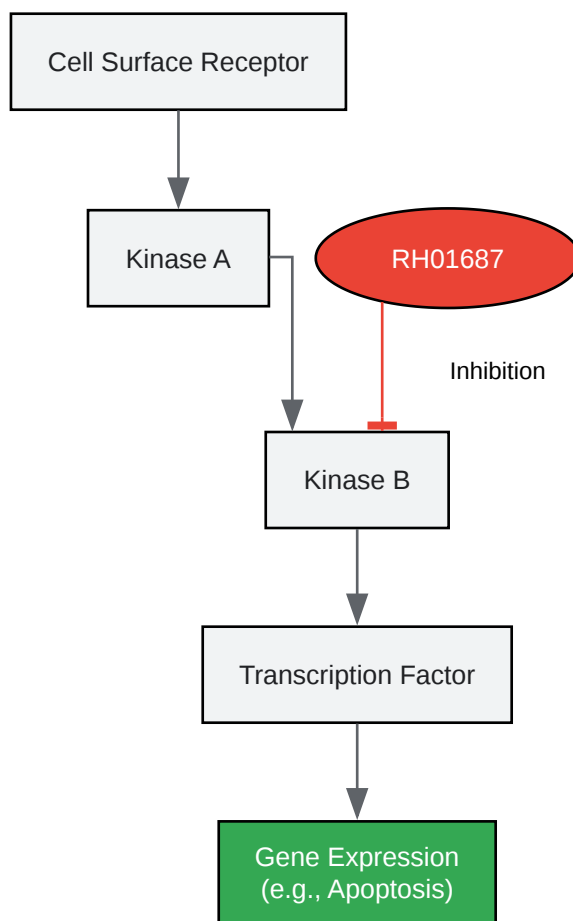 Cell Surface Receptor
Kinase A
RH01687
Inhibition
Kinase B
Transcription Factor
Gene Expression
(e.g., Apoptosis)